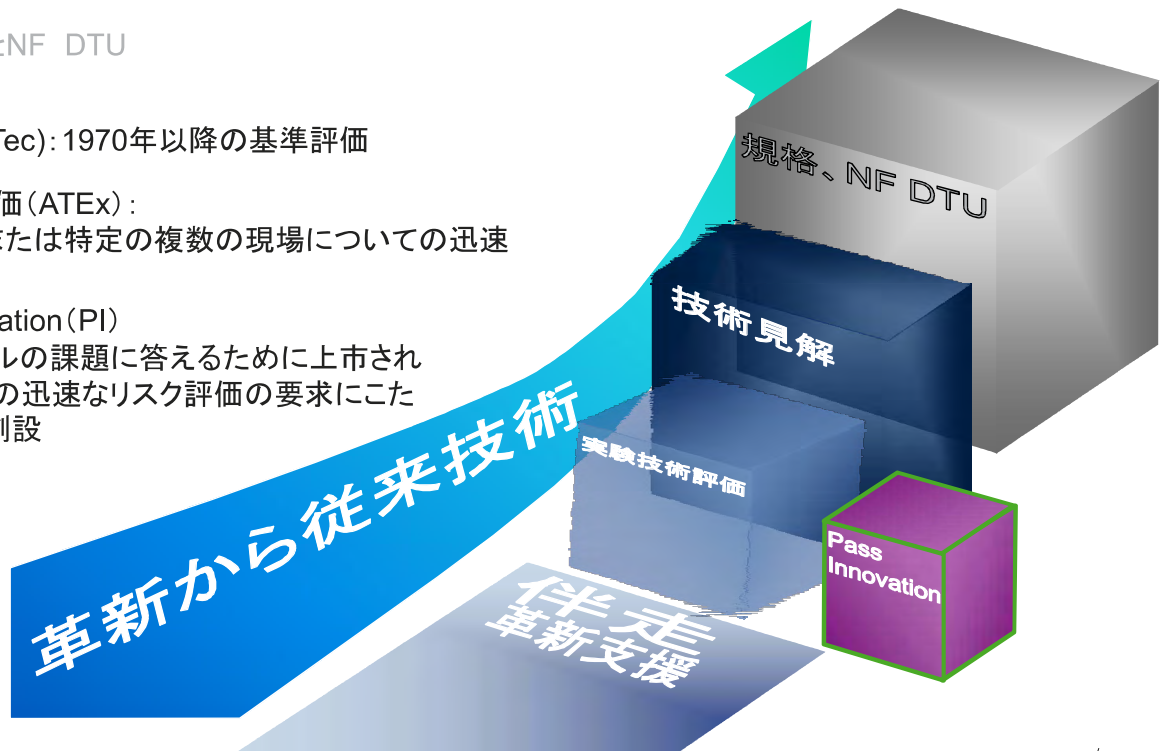 NF DTU
Tec）：1970年以降の基準評価
価（ATEx）：
または特定の複数の現場についての迅速
ation（PI）
ルの課題に答えるために上市され
の迅速なリスク評価の要求にこた
創設
規格、NF DTU
技術見解
実験技術評価
Pass
Innovation
革新から従来技術
伴走
革新支援